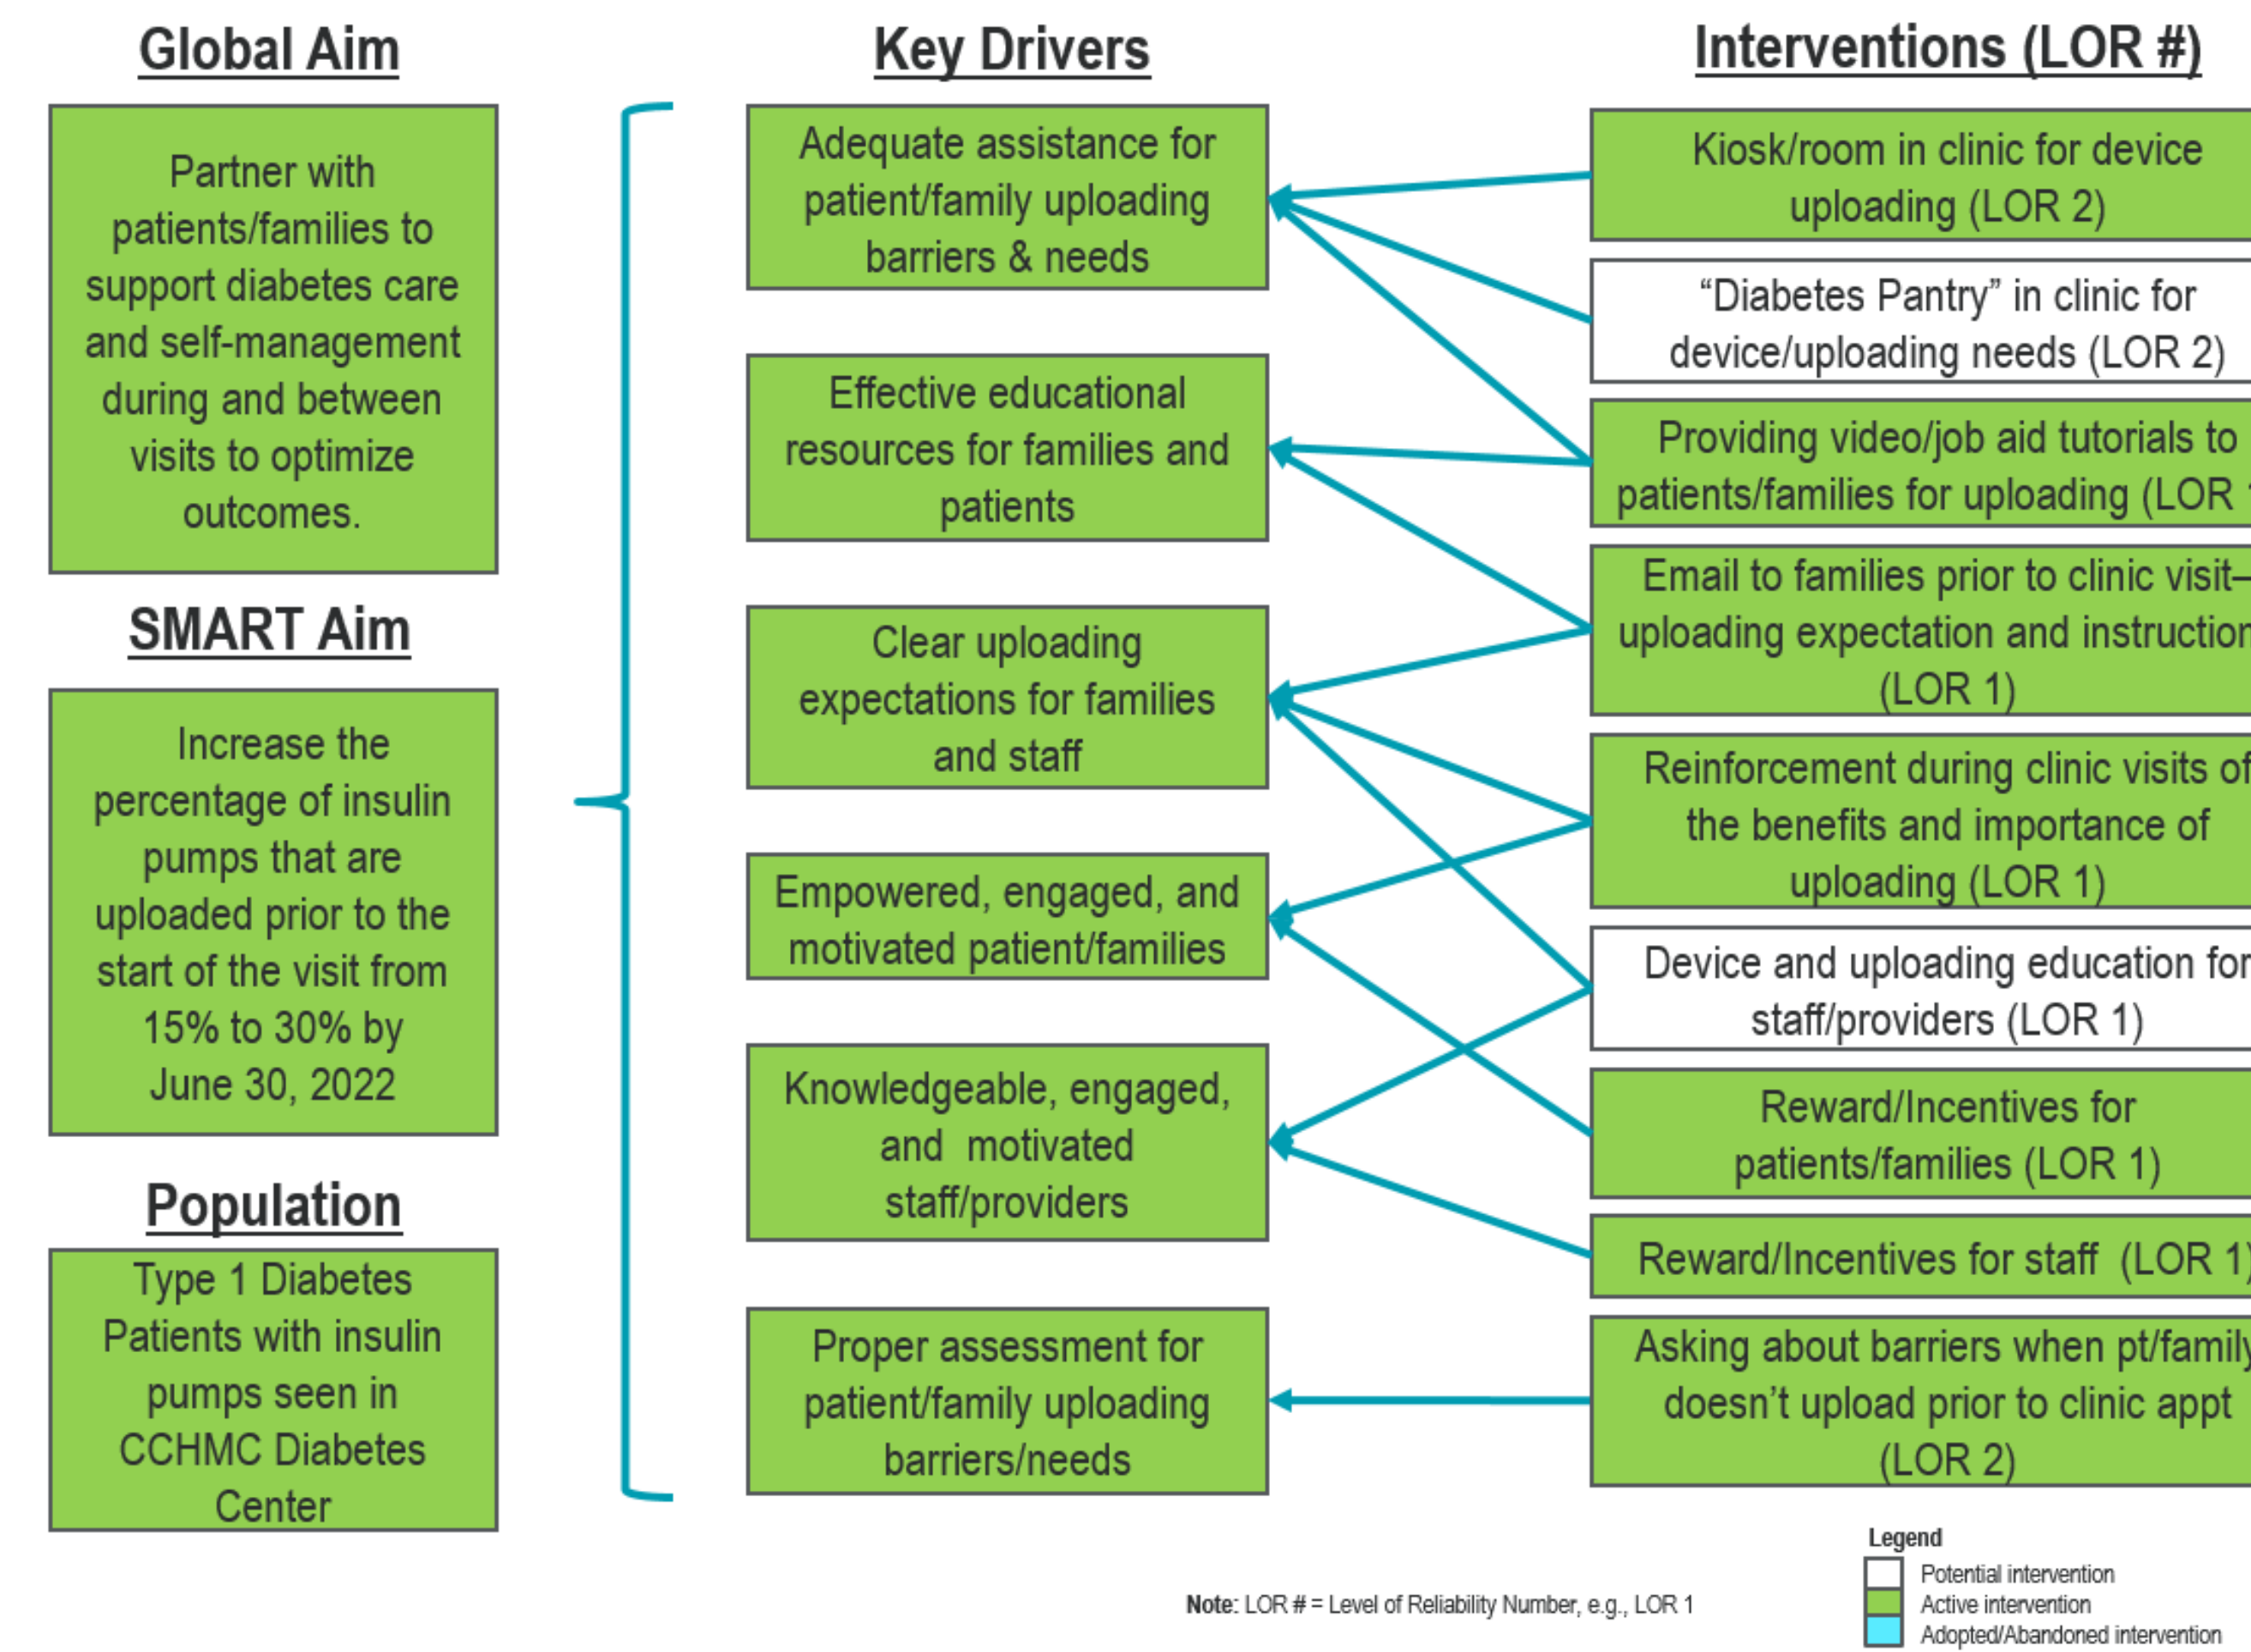 Global Aim
Partner with
patients/families to
support diabetes care
and self-management
during and between
visits to optimize
outcomes.
SMART Aim
Increase the
percentage of insulin
pumps that are
uploaded prior to the
start of the visit from
15% to 30% by
June 30, 2022
Population
Type 1 Diabetes
Patients with insulin
pumps seen in
CCHMC Diabetes
Center
Key Drivers
Adequate assistance for
patient/family uploading
barriers & needs
Effective educational
resources for families and
patients
Clear uploading
expectations for families
and staff
Empowered, engaged, and
motivated patient/families
Knowledgeable, engaged,
and  motivated
staff/providers
Proper assessment for
patient/family uploading
barriers/needs
Interventions (LOR #)
Kiosk/room in clinic for device
uploading (LOR 2)
“Diabetes Pantry” in clinic for
device/uploading needs (LOR 2)
Providing video/job aid tutorials to
patients/families for uploading (LOR
Email to families prior to clinic visit–
uploading expectation and instruction
(LOR 1)
Reinforcement during clinic visits of
the benefits and importance of
uploading (LOR 1)
Device and uploading education for
staff/providers (LOR 1)
Reward/Incentives for
patients/families (LOR 1)
Reward/Incentives for staff  (LOR 1)
Asking about barriers when pt/family
doesn’t upload prior to clinic appt
(LOR 2)
Note: LOR # = Level of Reliability Number, e.g., LOR 1
Legend
Potential intervention
Active intervention
Adopted/Abandoned intervention